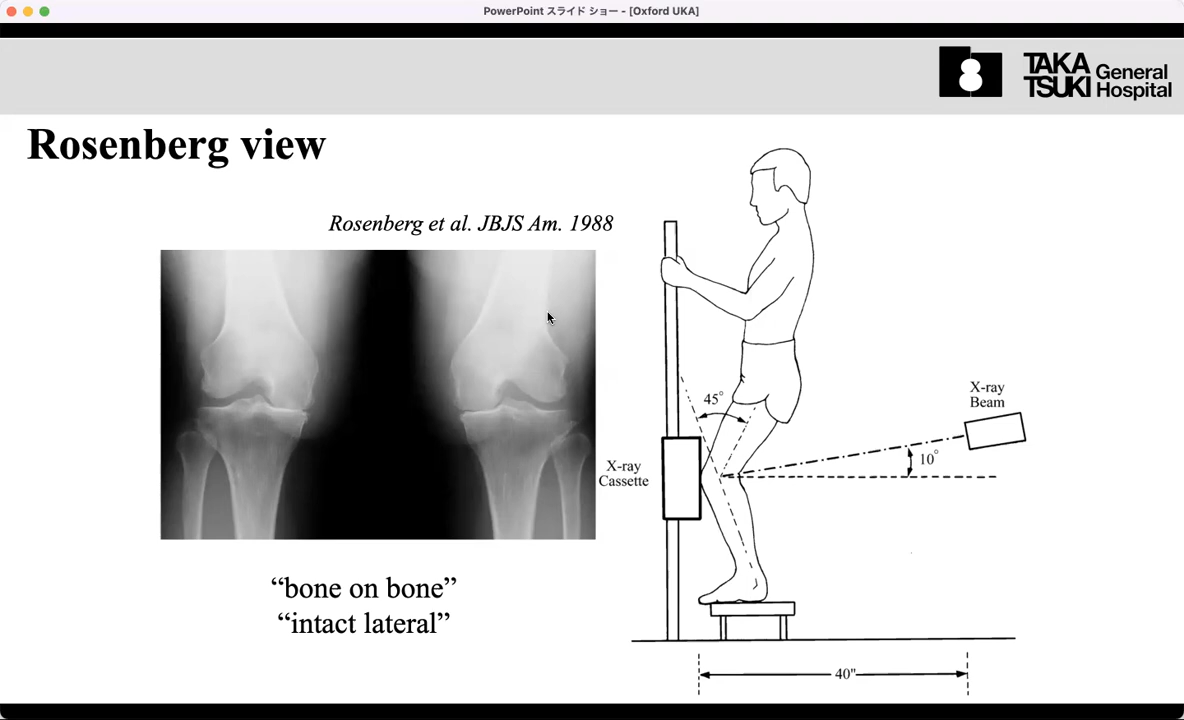 PowerPoint スライド ショー - [Oxford UKA]
TAKA
TSUKI
General
Hospital
Rosenberg view
Rosenberg et al. JBJS Am. 1988
“bone on bone”
“intact lateral”
45°
X-ray
Beam
10°
X-ray
Cassette
40"